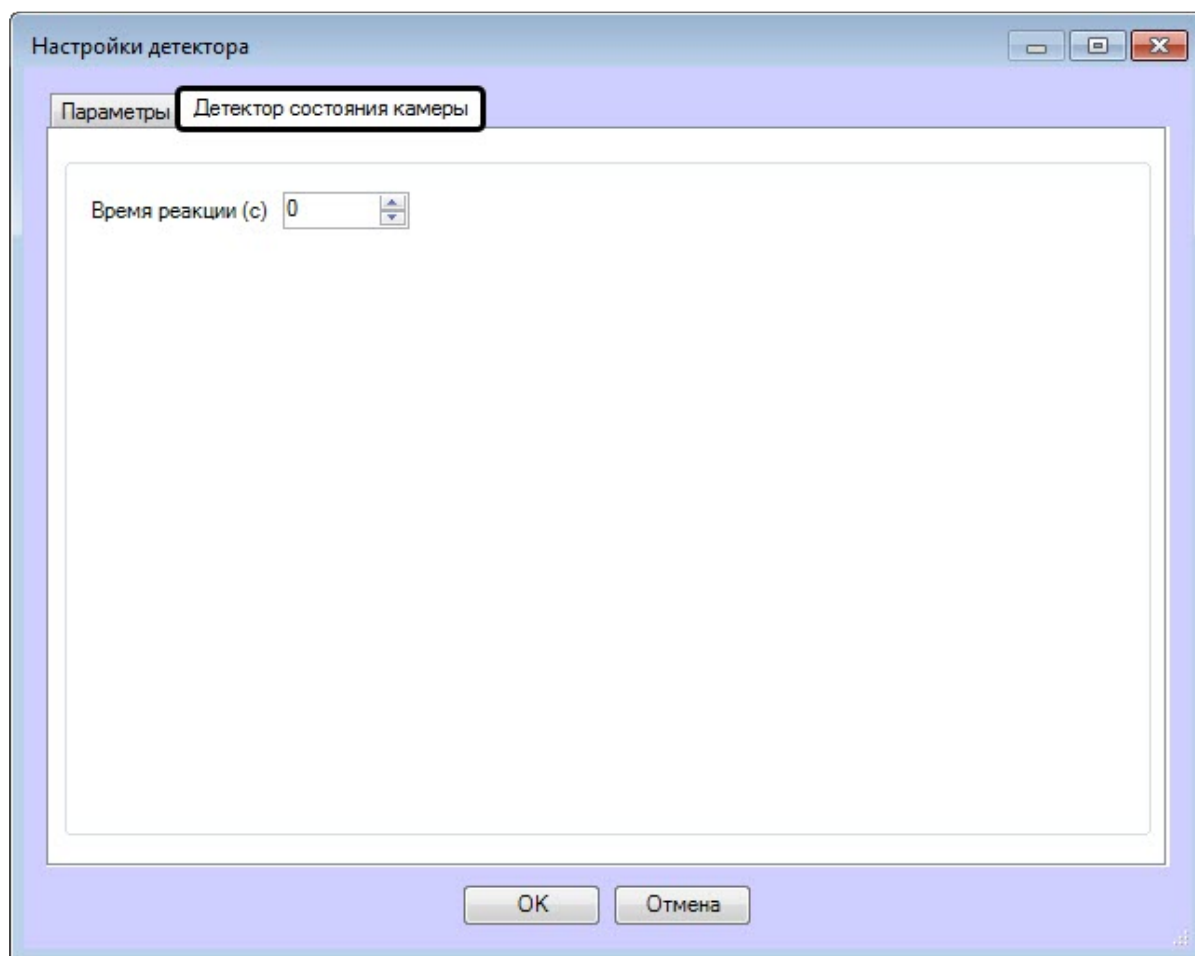 Настройки детектора
Параметры
Детектор состояния камеры
Время реакции (с) 0
OK Отмена